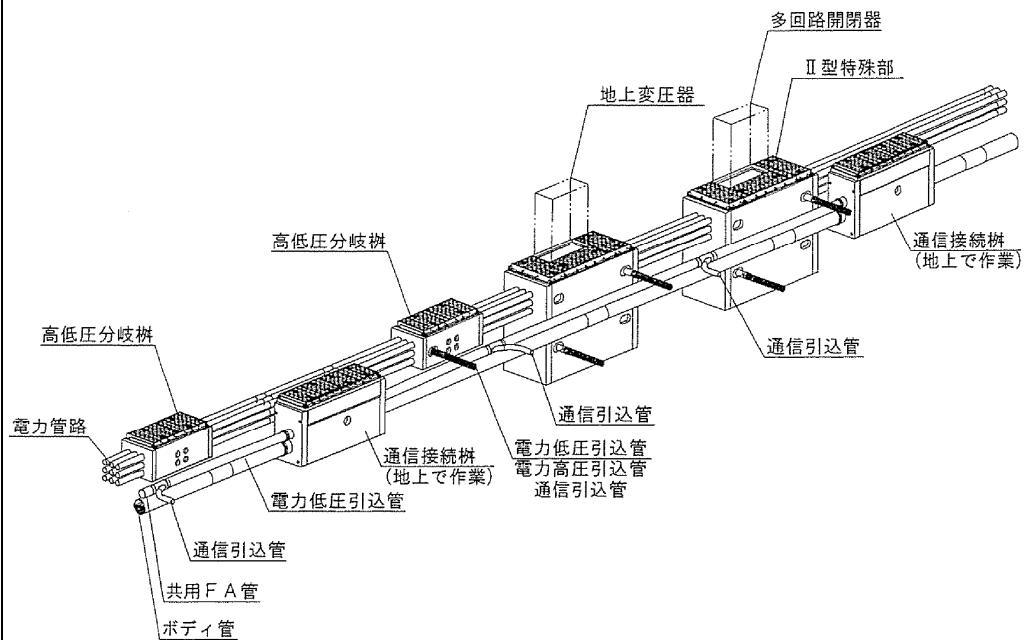 多回路開閉器
Ⅱ型特殊部
地上変圧器
高低圧分岐桝
通信接続桝
(地上で作業)
高低圧分岐桝
通信引込管
電力管路
通信引込管
通信接続桝
(地上で作業)
電力低圧引込管
電力高圧引込管
通信引込管
電力低圧引込管
通信引込管
共用FA管
ボディ管